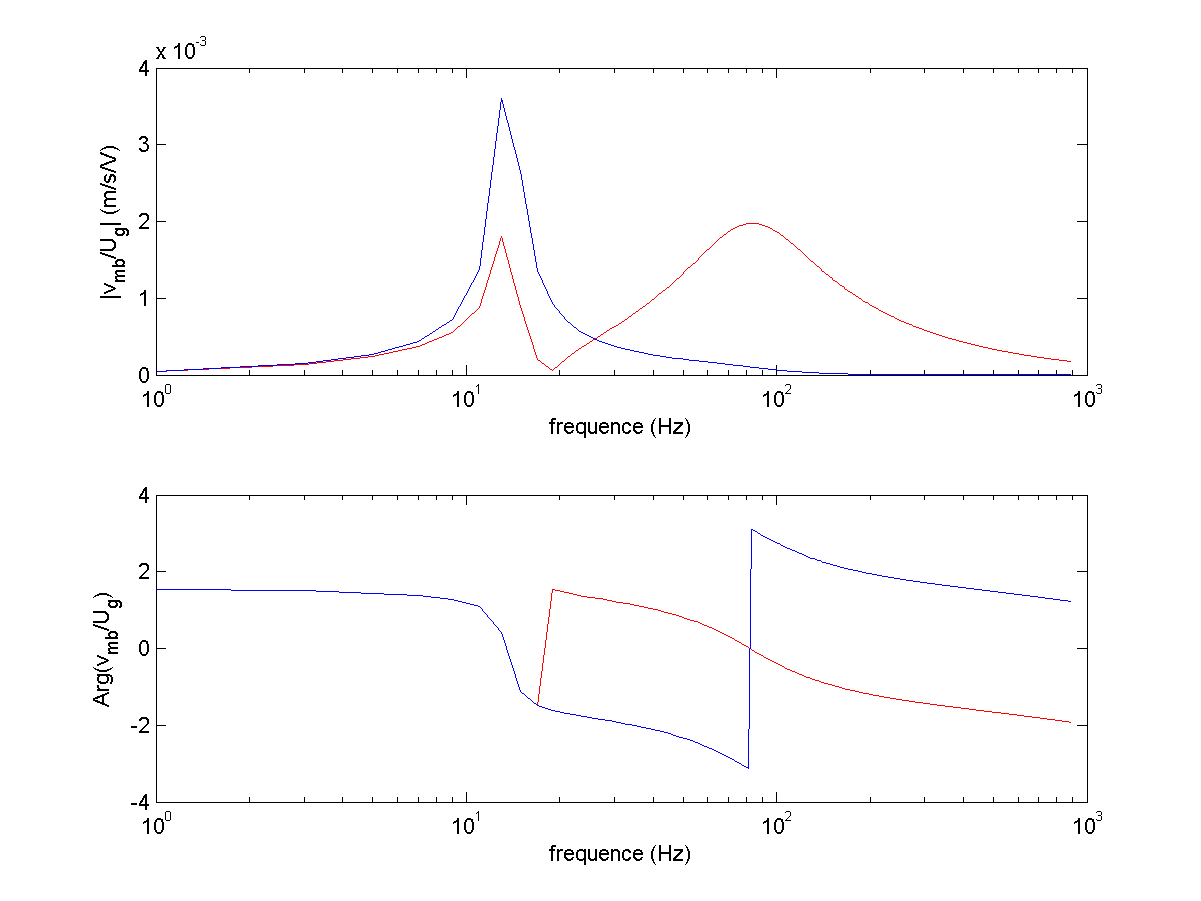 x 10^-3
4
3
2
1
0
|v_mb/U_g| (m/s/V)
10^0 10^1 10^2 10^3
frequence (Hz)
4
2
0
-2
-4
Arg(v_mb/U_g)
10^0 10^1 10^2 10^3
frequence (Hz)